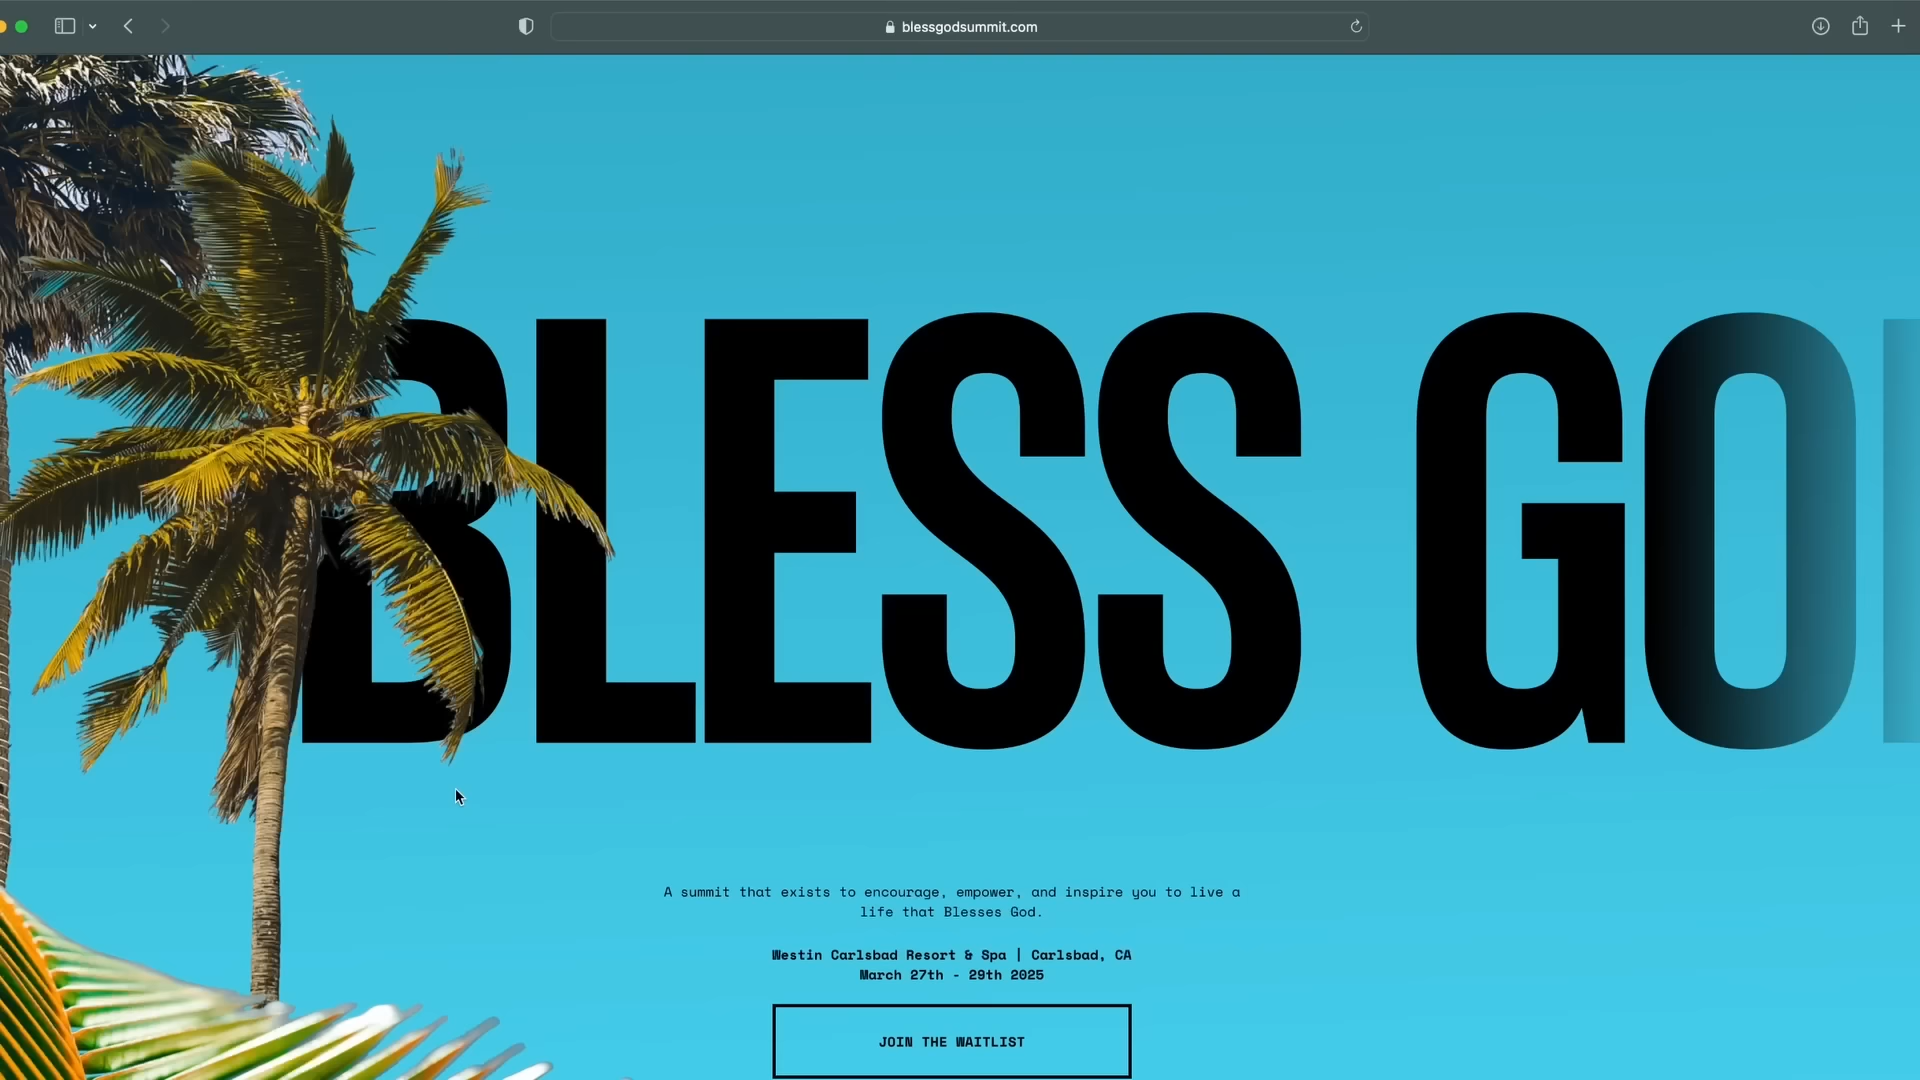 blessgodsummit.com
BLESS GO
A summit that exists to encourage, empower, and inspire you to live a
life that Blesses God.
Westin Carlsbad Resort & Spa | Carlsbad, CA
March 27th - 29th 2025
JOIN THE WAITLIST